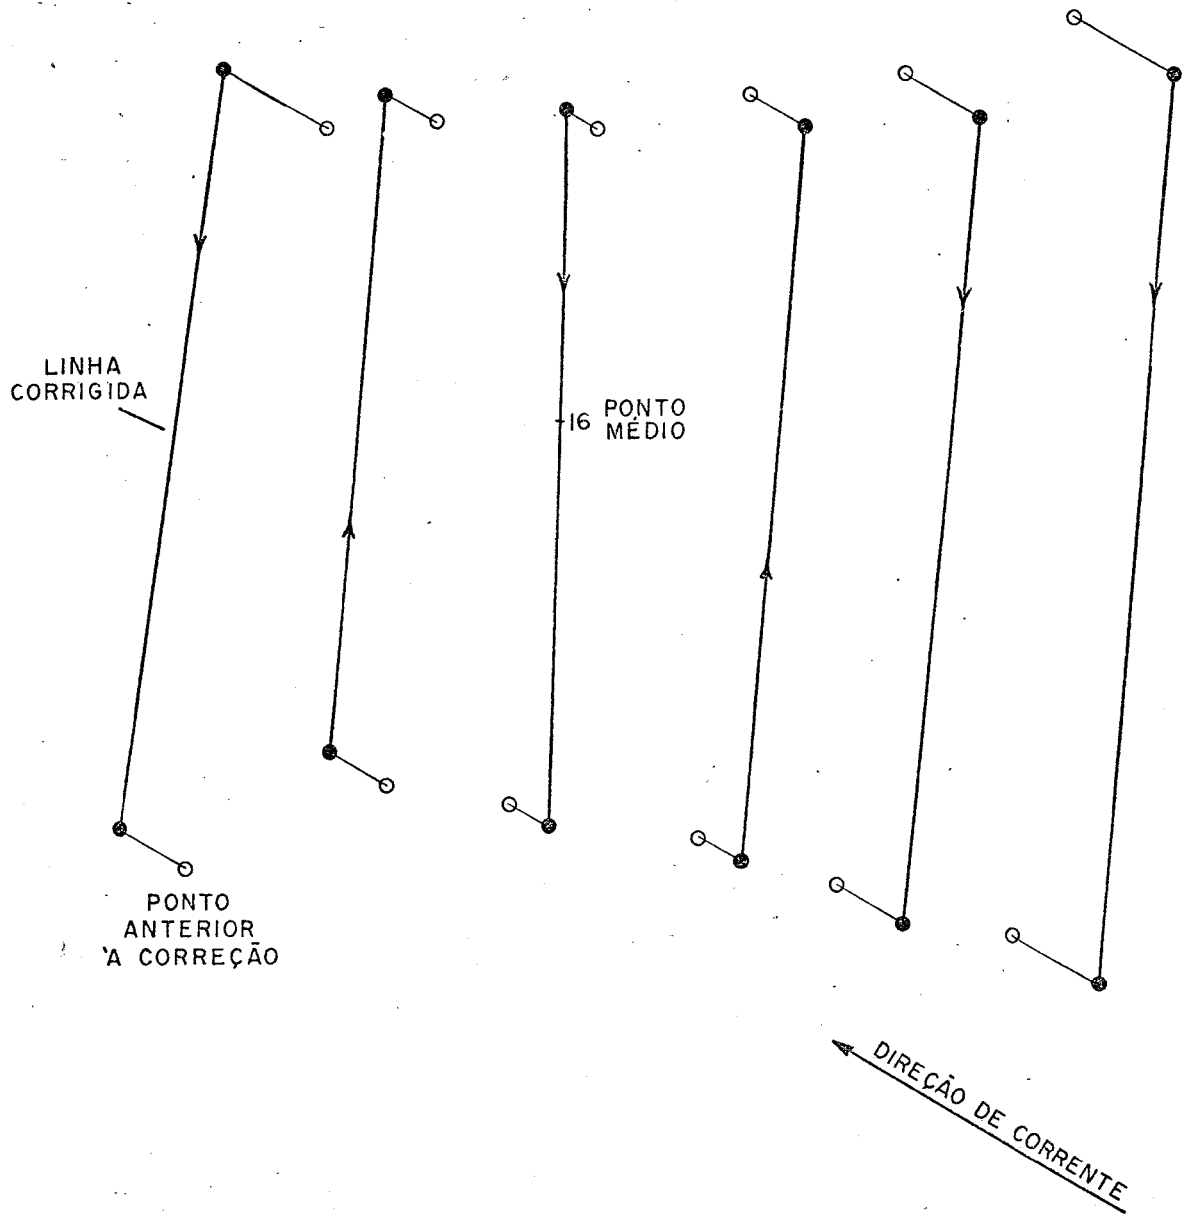 LINHA
CORRIGIDA
16 PONTO
MÉDIO
PONTO
ANTERIOR
'A CORREÇÃO
DIREÇÃO DE CORRENTE